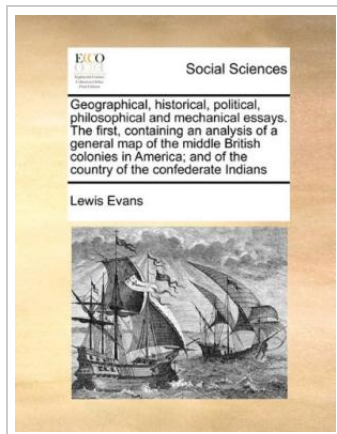 ECCO
Social Sciences
Geographical, historical, political,
philosophical and mechanical essays.
The first, containing an analysis of a
general map of the middle British
colonies in America; and of the
country of the confederate Indians
Lewis Evans